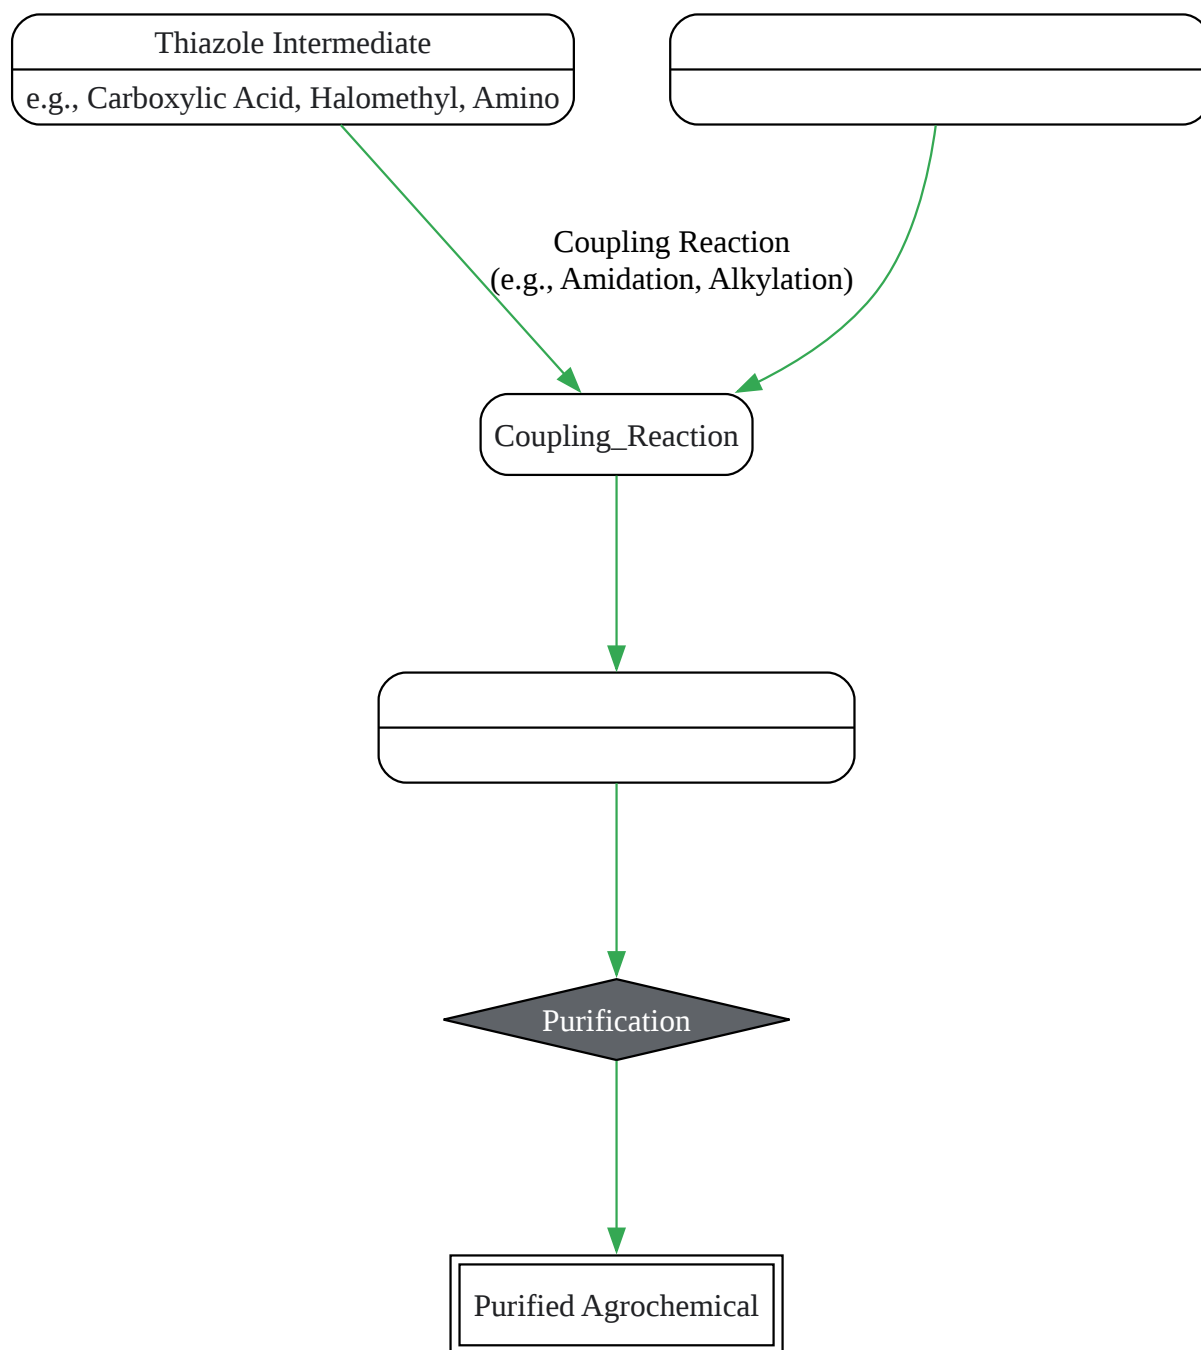 Thiazole Intermediate
e.g., Carboxylic Acid, Halomethyl, Amino
Coupling Reaction
(e.g., Amidation, Alkylation)
Coupling_Reaction
Purification
Purified Agrochemical